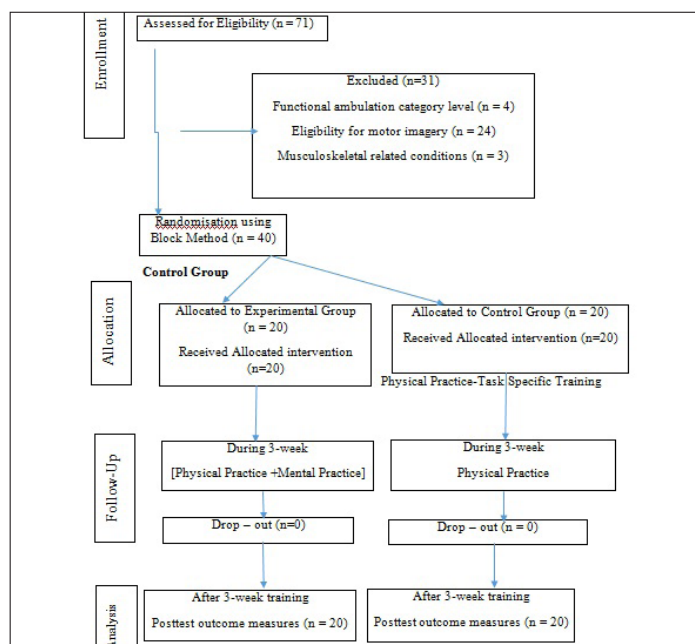 Enrollment
Assessed for Eligibility (n = 71)
Excluded (n=31)
Functional ambulation category level (n = 4)
Eligibility for motor imagery (n = 24)
Musculoskeletal related conditions (n = 3)
Randomisation using
Block Method (n = 40)
Control Group
Allocation
Allocated to Experimental Group
(n = 20)
Received Allocated intervention
(n=20)
Allocated to Control Group (n = 20)
Received Allocated intervention (n=20)
Physical Practice-Task Specific Training
Follow-Up
During 3-week
[Physical Practice +Mental Practice]
During 3-week
Physical Practice
Drop – out (n=0)
Drop – out (n = 0)
nalysis
After 3-week training
Posttest outcome measures (n = 20)
After 3-week training
Posttest outcome measures (n = 20)